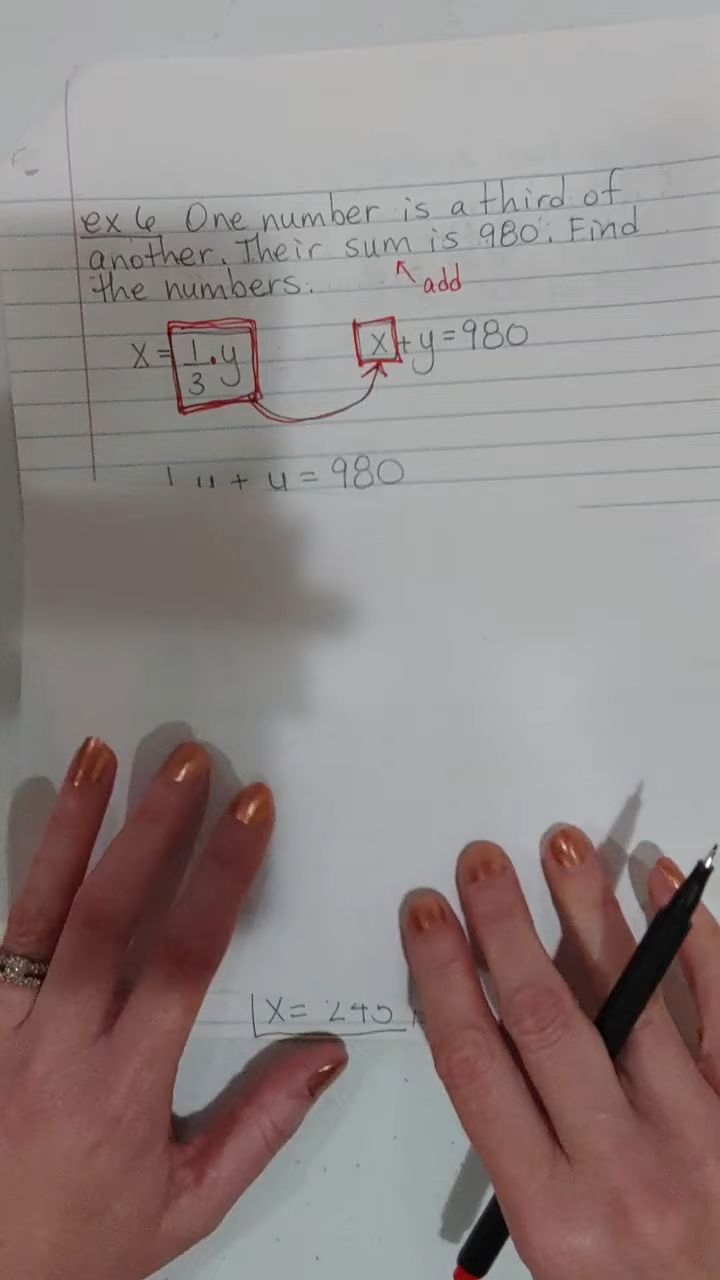 ex 6 One number is a third of
another. Their sum is 980. Find
the numbers.
add
x = 1/3 · y
x + y = 980
y + y = 980
x = 245